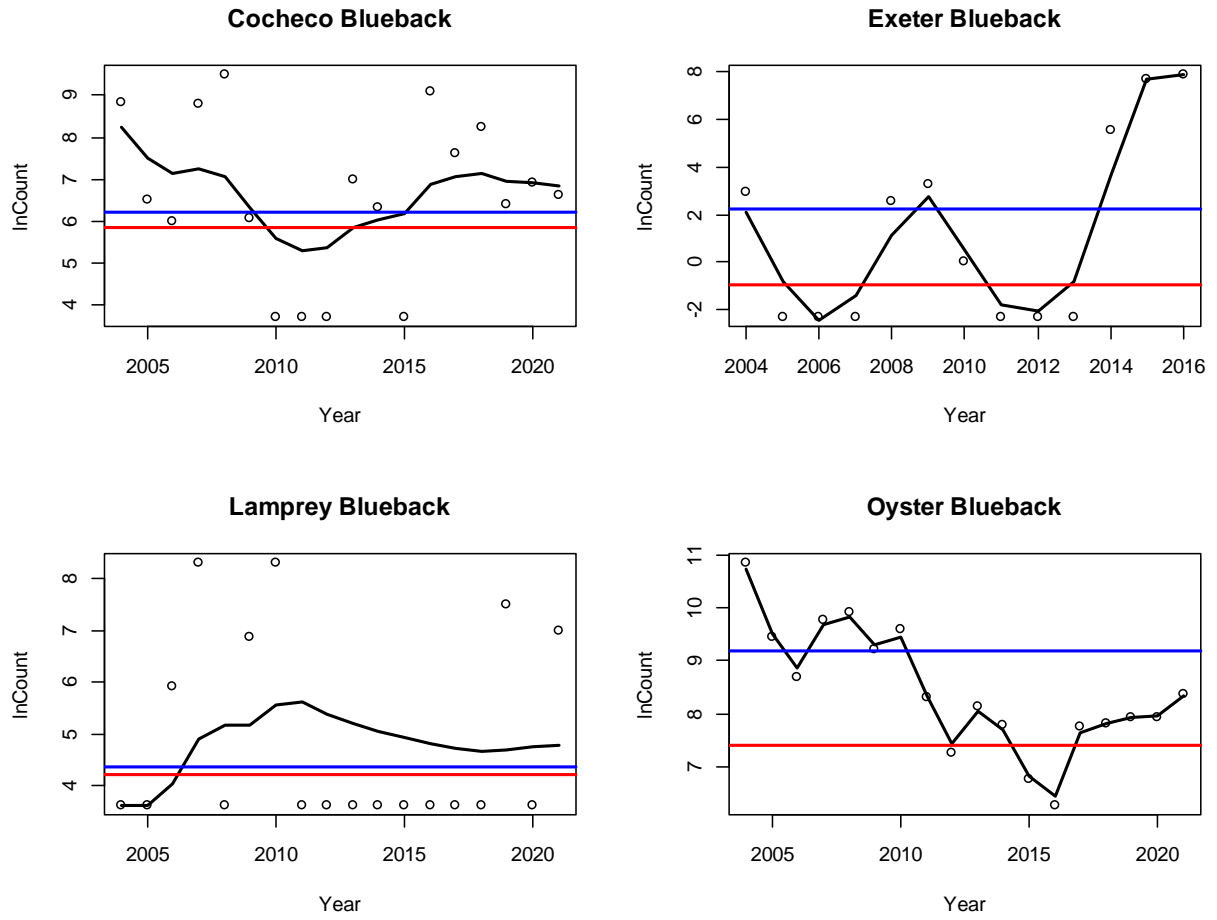 Cocheco Blueback
lnCount
9
8
7
6
5
4
2005 2010 2015 2020
Year
Exeter Blueback
lnCount
8
6
4
2
0
-2
2004 2006 2008 2010 2012 2014 2016
Year
Lamprey Blueback
lnCount
8
7
6
5
4
2005 2010 2015 2020
Year
Oyster Blueback
lnCount
11
10
9
8
7
2005 2010 2015 2020
Year